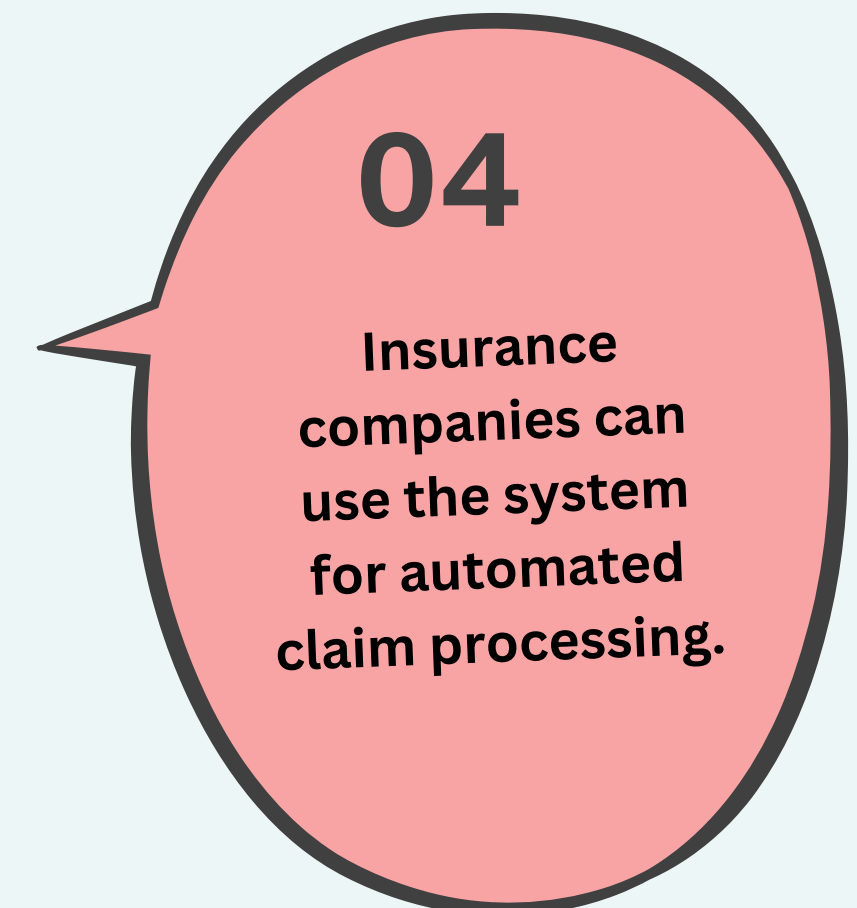 04
Insurance
companies can
use the system
for automated
claim processing.